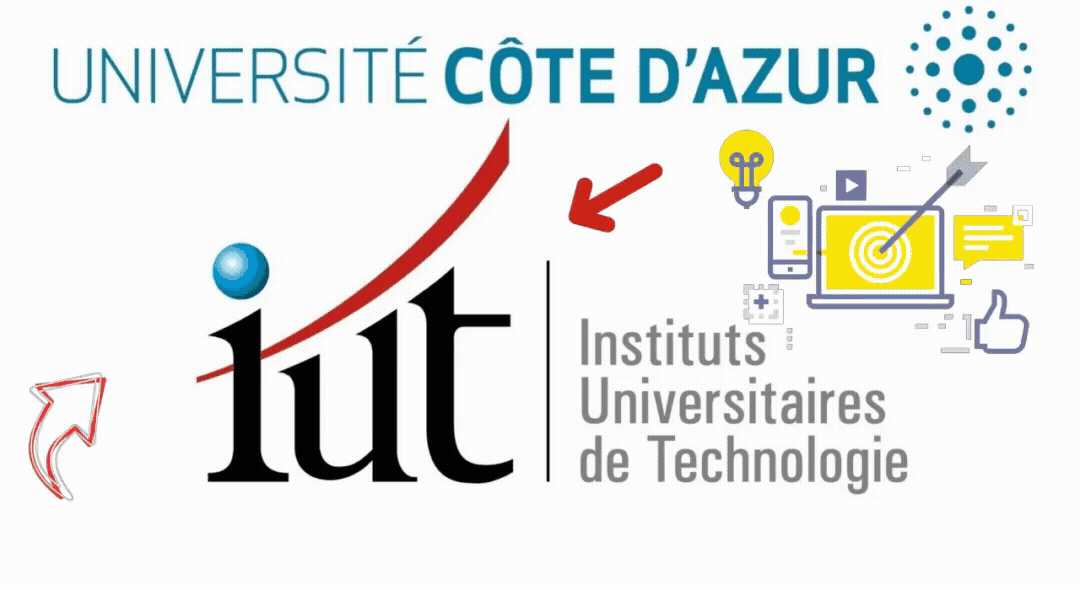 UNIVERSITÉ CÔTE D'AZUR
iut
Instituts
Universitaires
de Technologie